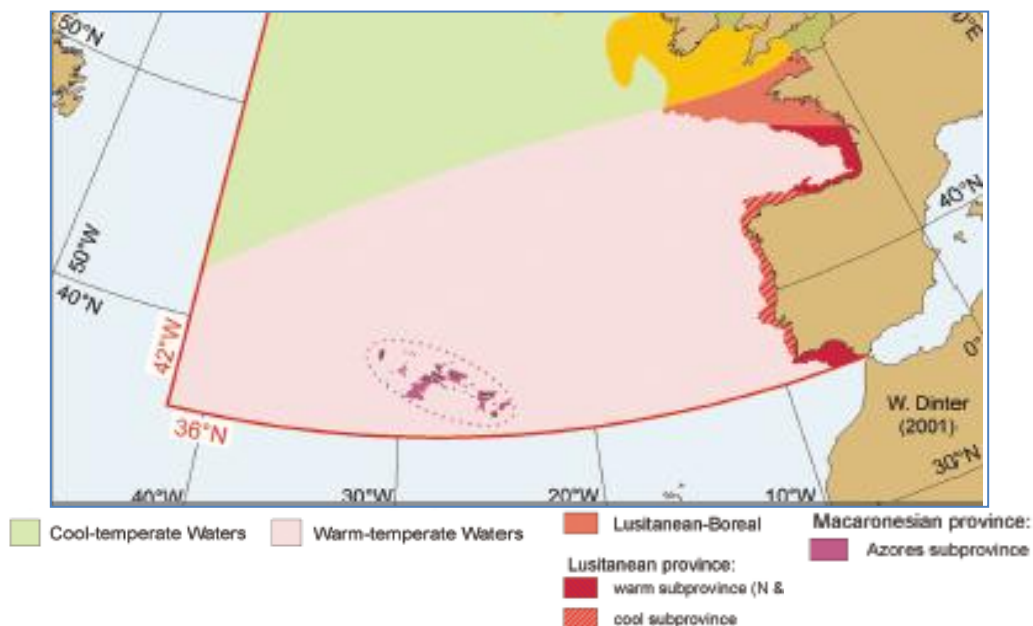 50°N
0°E
50°W
40°N
40°N
42°W
0°
36°N
W. Dinter
(2001)
30°N
40°W
30°W
20°W
10°W
Cool-temperate Waters
Warm-temperate Waters
Lusitanean-Boreal
Lusitanean province:
warm subprovince (N &
cool subprovince
Macaronesian province:
Azores subprovince